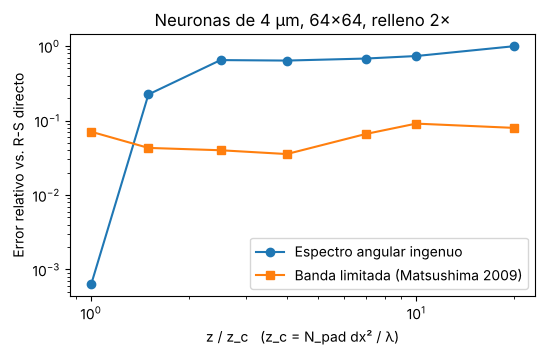 Neuronas de 4 µm, 64×64, relleno 2×
Error relativo vs. R-S directo
10⁰
10⁻¹
10⁻²
10⁻³
Espectro angular ingenuo
Banda limitada (Matsushima 2009)
10⁰ 10¹
z / z_c (z_c = N_pad dx² / λ)